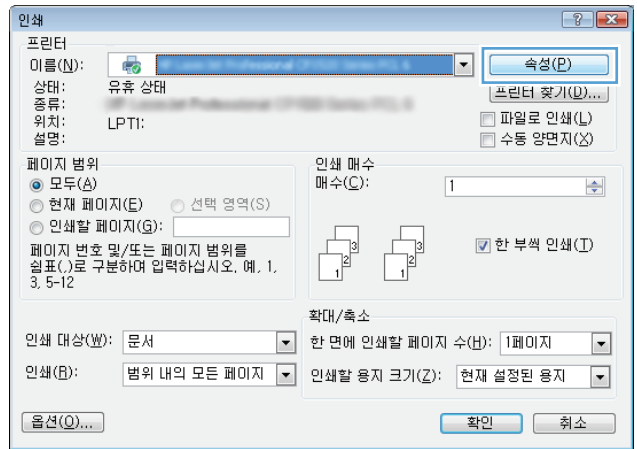 인쇄
프린터
이름(N):
속성(P)
상태: 유휴 상태
프린터 찾기(D)...
종류:
위치: LPT1:
파일로 인쇄(L)
설명:
수동 양면지(X)
페이지 범위
모두(A)
현재 페이지(E) 선택 영역(S)
인쇄할 페이지(G):
페이지 번호 및/또는 페이지 범위를
쉼표(,)로 구분하여 입력하십시오. 예, 1,
3, 5-12
인쇄 매수
매수(C): 1
1 2 3 1 2 3
한 부씩 인쇄(T)
인쇄 대상(W): 문서
인쇄(R): 범위 내의 모든 페이지
확대/축소
한 면에 인쇄할 페이지 수(H): 1페이지
인쇄할 용지 크기(Z): 현재 설정된 용지
옵션(O)...
확인
취소